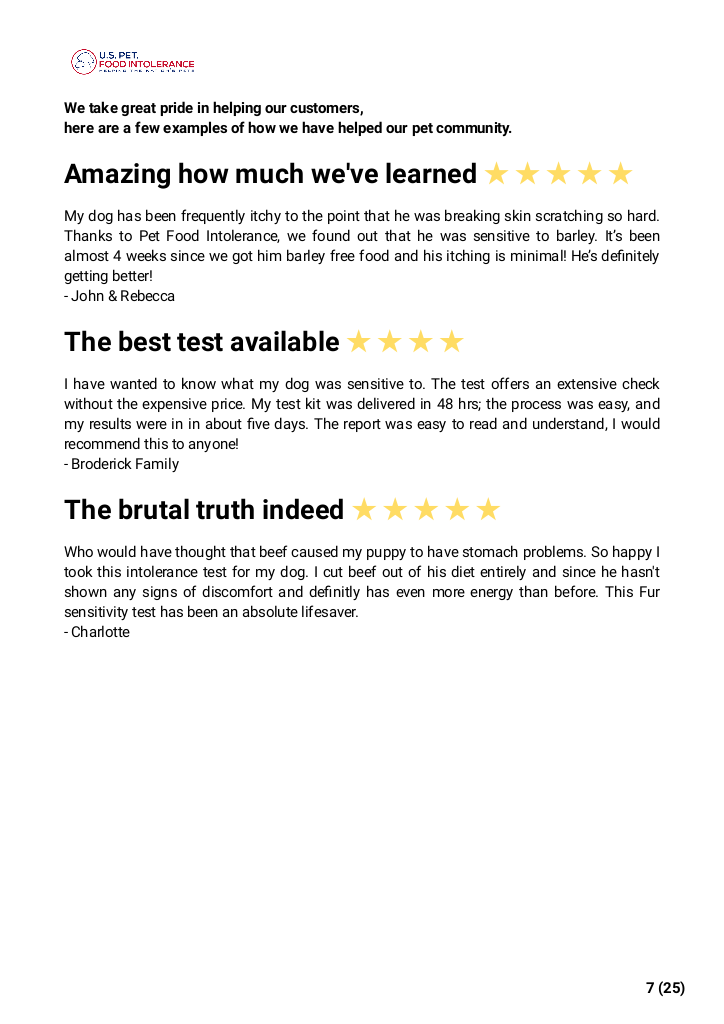 U.S. PET
FOOD INTOLERANCE
HELPING THE NATION'S PETS
We take great pride in helping our customers,
here are a few examples of how we have helped our pet community.
Amazing how much we've learned ★ ★ ★ ★ ★
My dog has been frequently itchy to the point that he was breaking skin scratching so hard.
Thanks to Pet Food Intolerance, we found out that he was sensitive to barley. It’s been
almost 4 weeks since we got him barley free food and his itching is minimal! He’s definitely
getting better!
- John & Rebecca
The best test available ★ ★ ★ ★
I have wanted to know what my dog was sensitive to. The test offers an extensive check
without the expensive price. My test kit was delivered in 48 hrs; the process was easy, and
my results were in in about five days. The report was easy to read and understand, I would
recommend this to anyone!
- Broderick Family
The brutal truth indeed ★ ★ ★ ★ ★
Who would have thought that beef caused my puppy to have stomach problems. So happy I
took this intolerance test for my dog. I cut beef out of his diet entirely and since he hasn't
shown any signs of discomfort and definitly has even more energy than before. This Fur
sensitivity test has been an absolute lifesaver.
- Charlotte
7 (25)